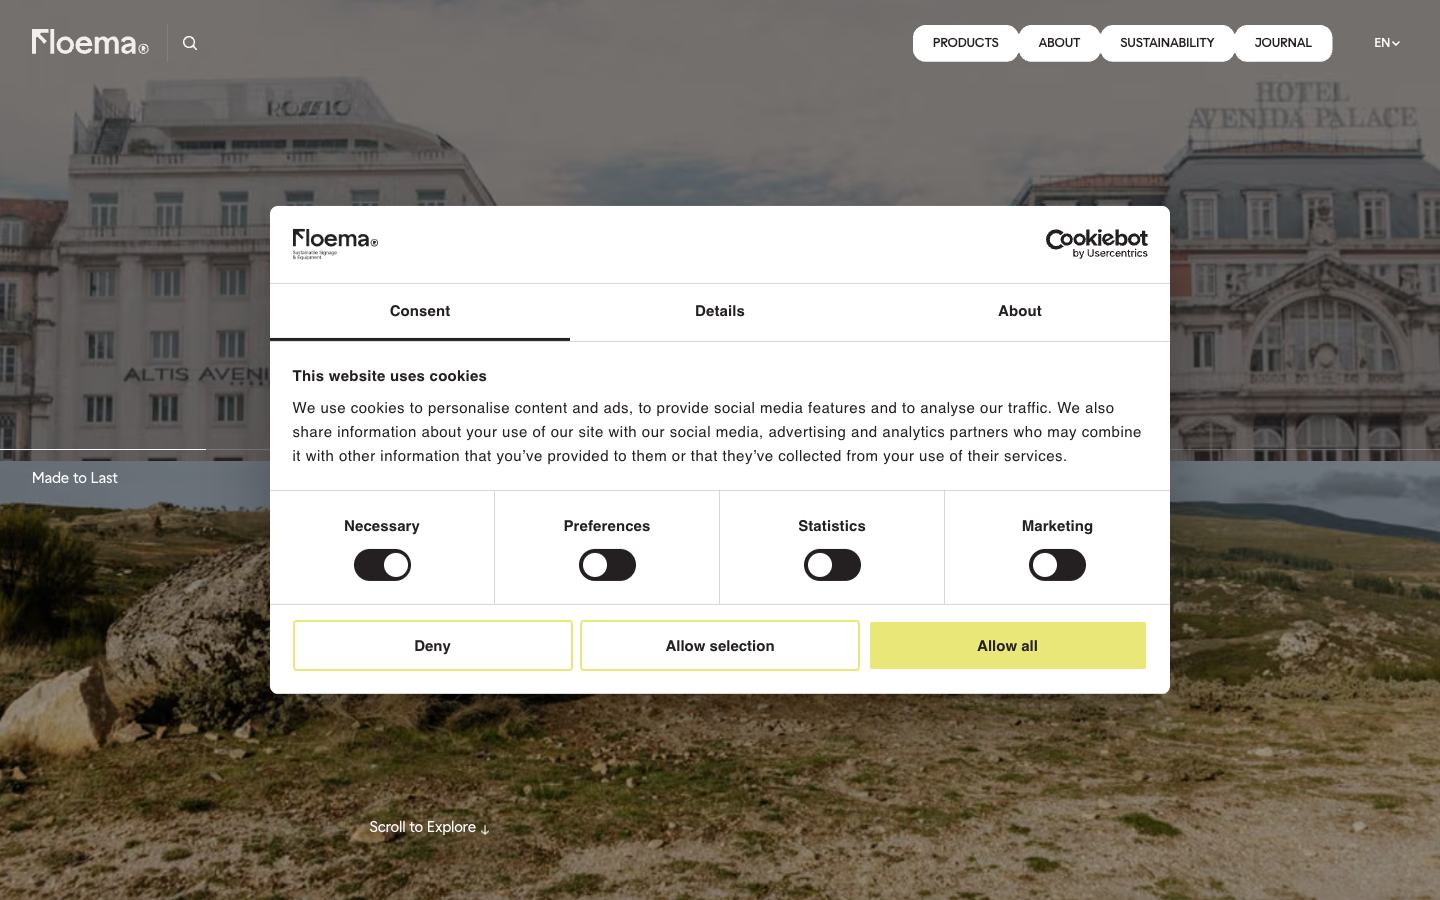 Floema®
PRODUCTS
ABOUT
SUSTAINABILITY
JOURNAL
EN
ROSSIO
HOTEL
AVENIDA PALACE
ALTIS AVENI
Made to Last
Floema®
Sustainable Signage
& Equipment
Cookiebot
by Usercentrics
Consent
Details
About
This website uses cookies
We use cookies to personalise content and ads, to provide social media features and to analyse our traffic. We also
share information about your use of our site with our social media, advertising and analytics partners who may combine
it with other information that you’ve provided to them or that they’ve collected from your use of their services.
Necessary
Preferences
Statistics
Marketing
Deny
Allow selection
Allow all
Scroll to Explore ↓